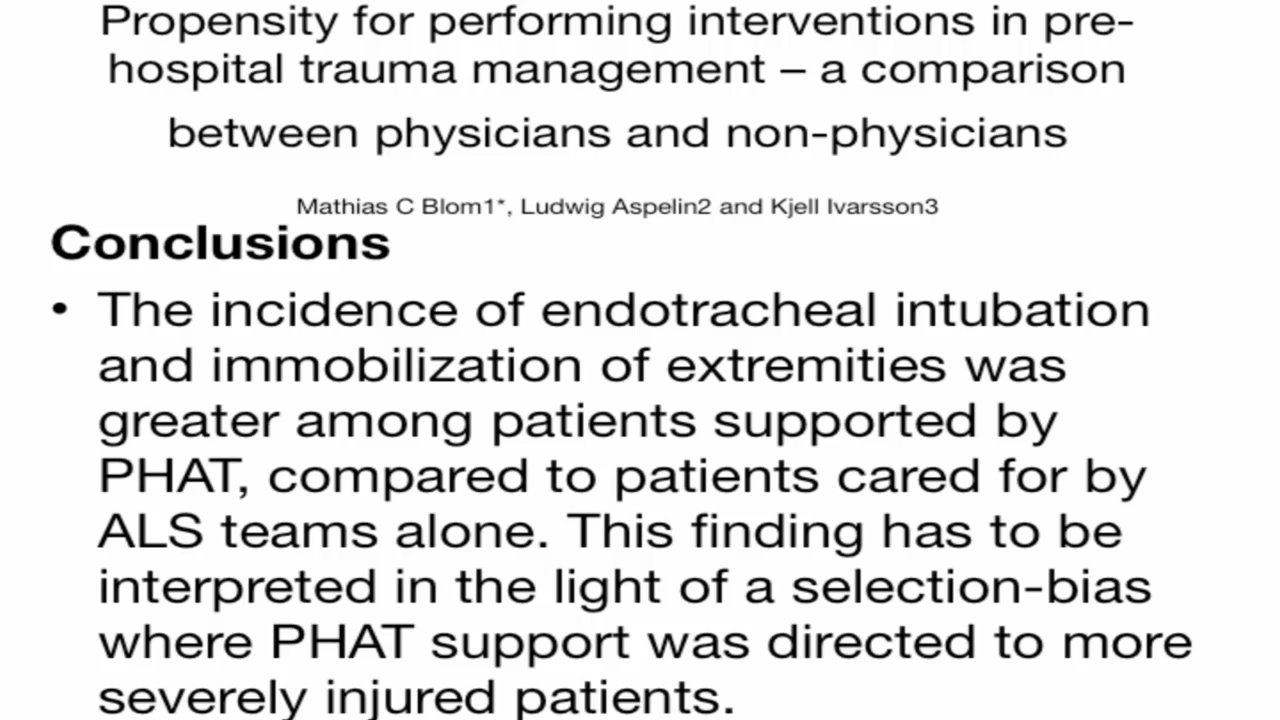 Propensity for performing interventions in pre-
hospital trauma management – a comparison
between physicians and non-physicians
Mathias C Blom1*, Ludwig Aspelin2 and Kjell Ivarsson3
Conclusions
• The incidence of endotracheal intubation
and immobilization of extremities was
greater among patients supported by
PHAT, compared to patients cared for by
ALS teams alone. This finding has to be
interpreted in the light of a selection-bias
where PHAT support was directed to more
severely injured patients.